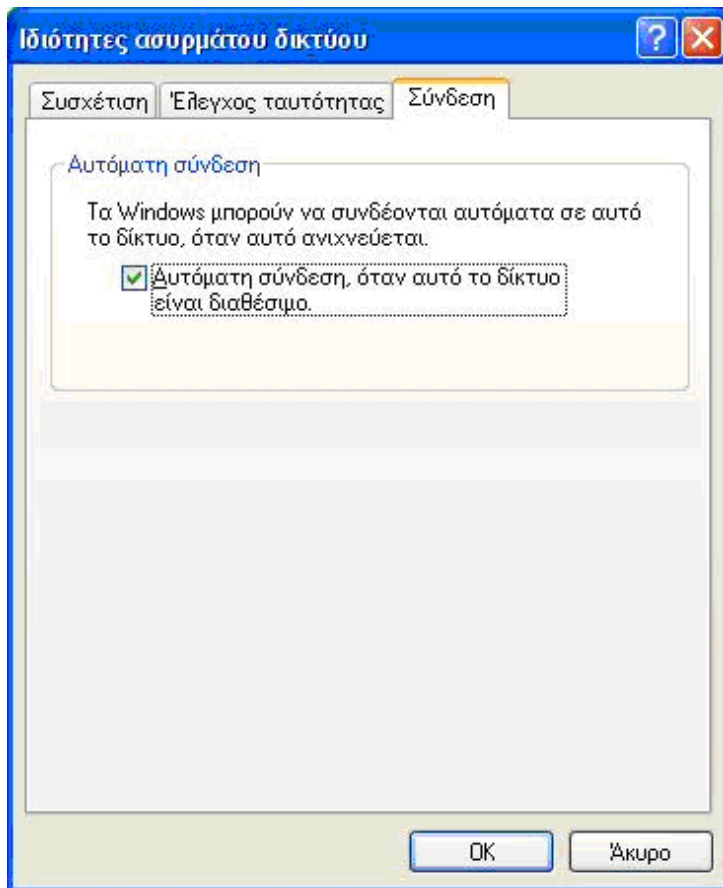 Ιδιότητες ασυρμάτου δικτύου
Συσχέτιση Έλεγχος ταυτότητας Σύνδεση
Αυτόματη σύνδεση
Τα Windows μπορούν να συνδέονται αυτόματα σε αυτό
το δίκτυο, όταν αυτό ανιχνεύεται.
Αυτόματη σύνδεση, όταν αυτό το δίκτυο
είναι διαθέσιμο.
OK Άκυρο